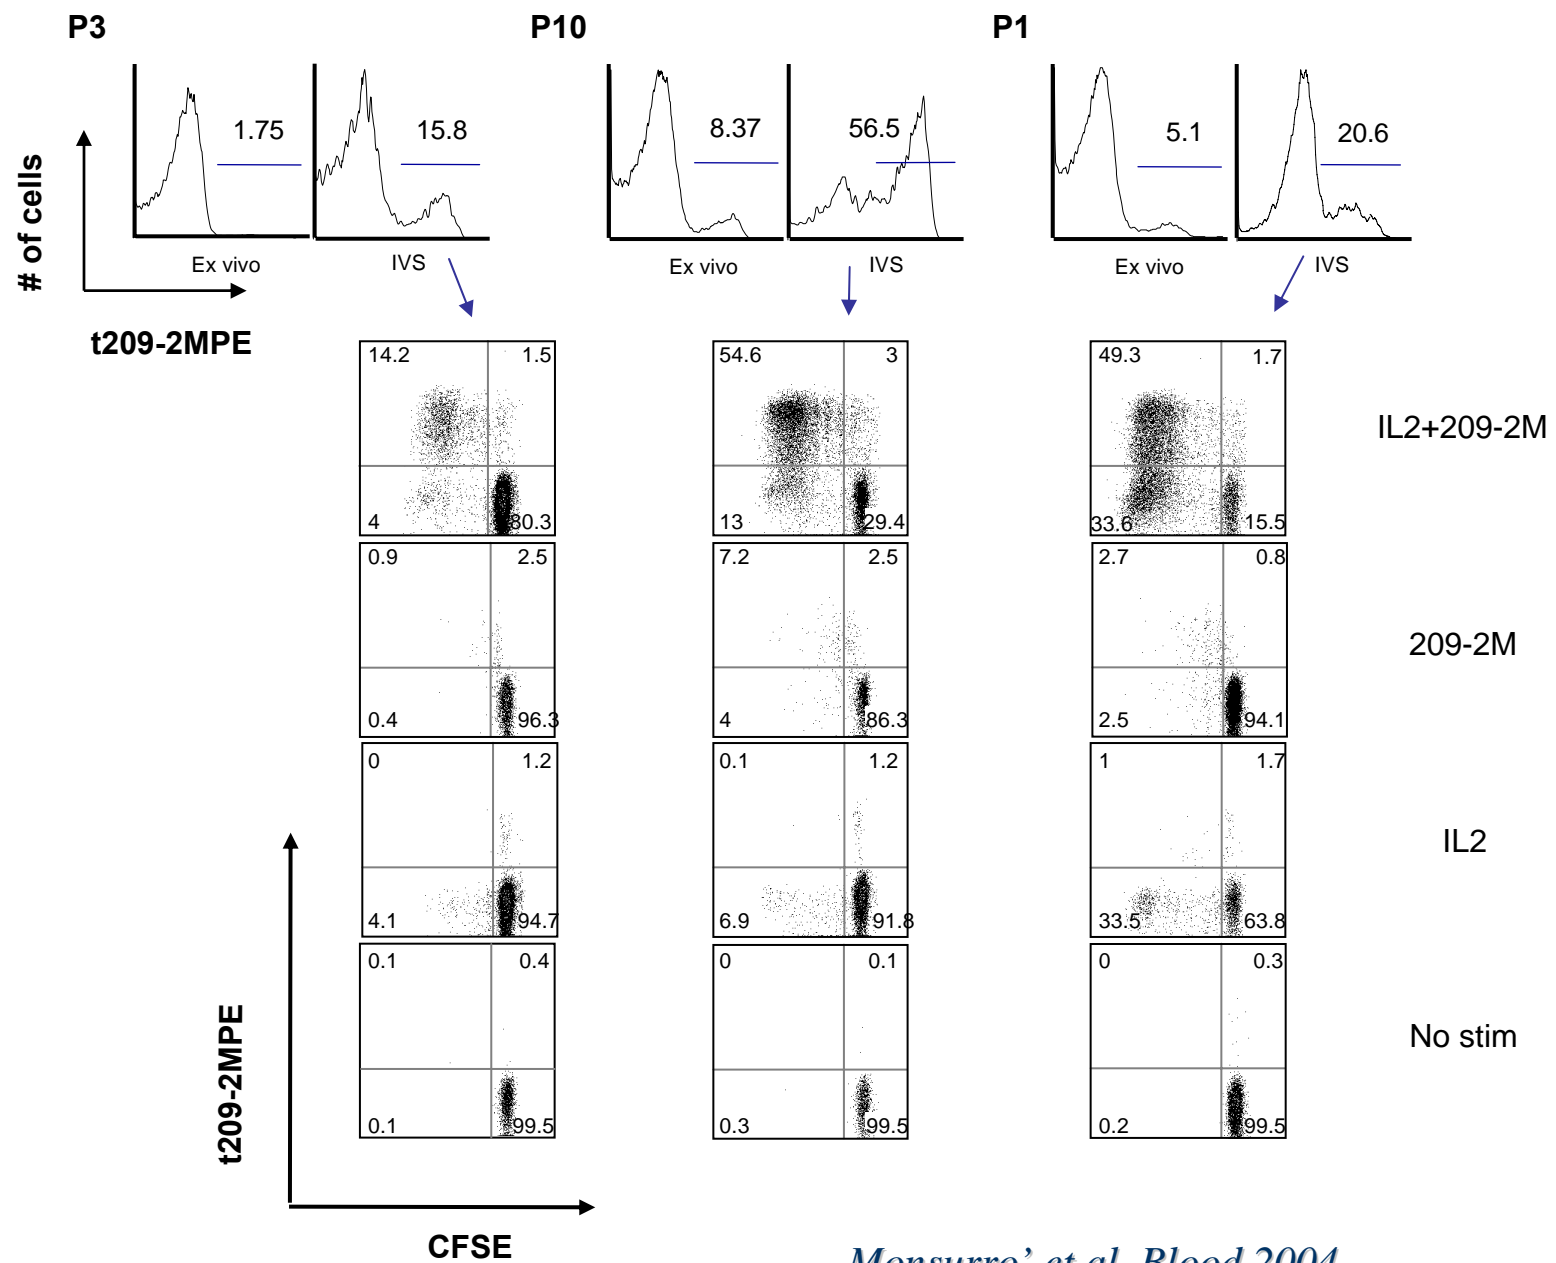 P3 P10 P1
1.75 15.8 8.37 56.5 5.1 20.6
# of cells
Ex vivo IVS Ex vivo IVS Ex vivo IVS
t209-2MPE
14.2 1.5 54.6 3 49.3 1.7
IL2+209-2M
4 80.3 13 29.4 33.6 15.5
0.9 2.5 7.2 2.5 2.7 0.8
209-2M
0.4 96.3 4 86.3 2.5 94.1
0 1.2 0.1 1.2 1 1.7
IL2
4.1 94.7 6.9 91.8 33.5 63.8
0.1 0.4 0 0.1 0 0.3
No stim
0.1 99.5 0.3 99.5 0.2 99.5
t209-2MPE
CFSE
Monsurro' et al. Blood 2004